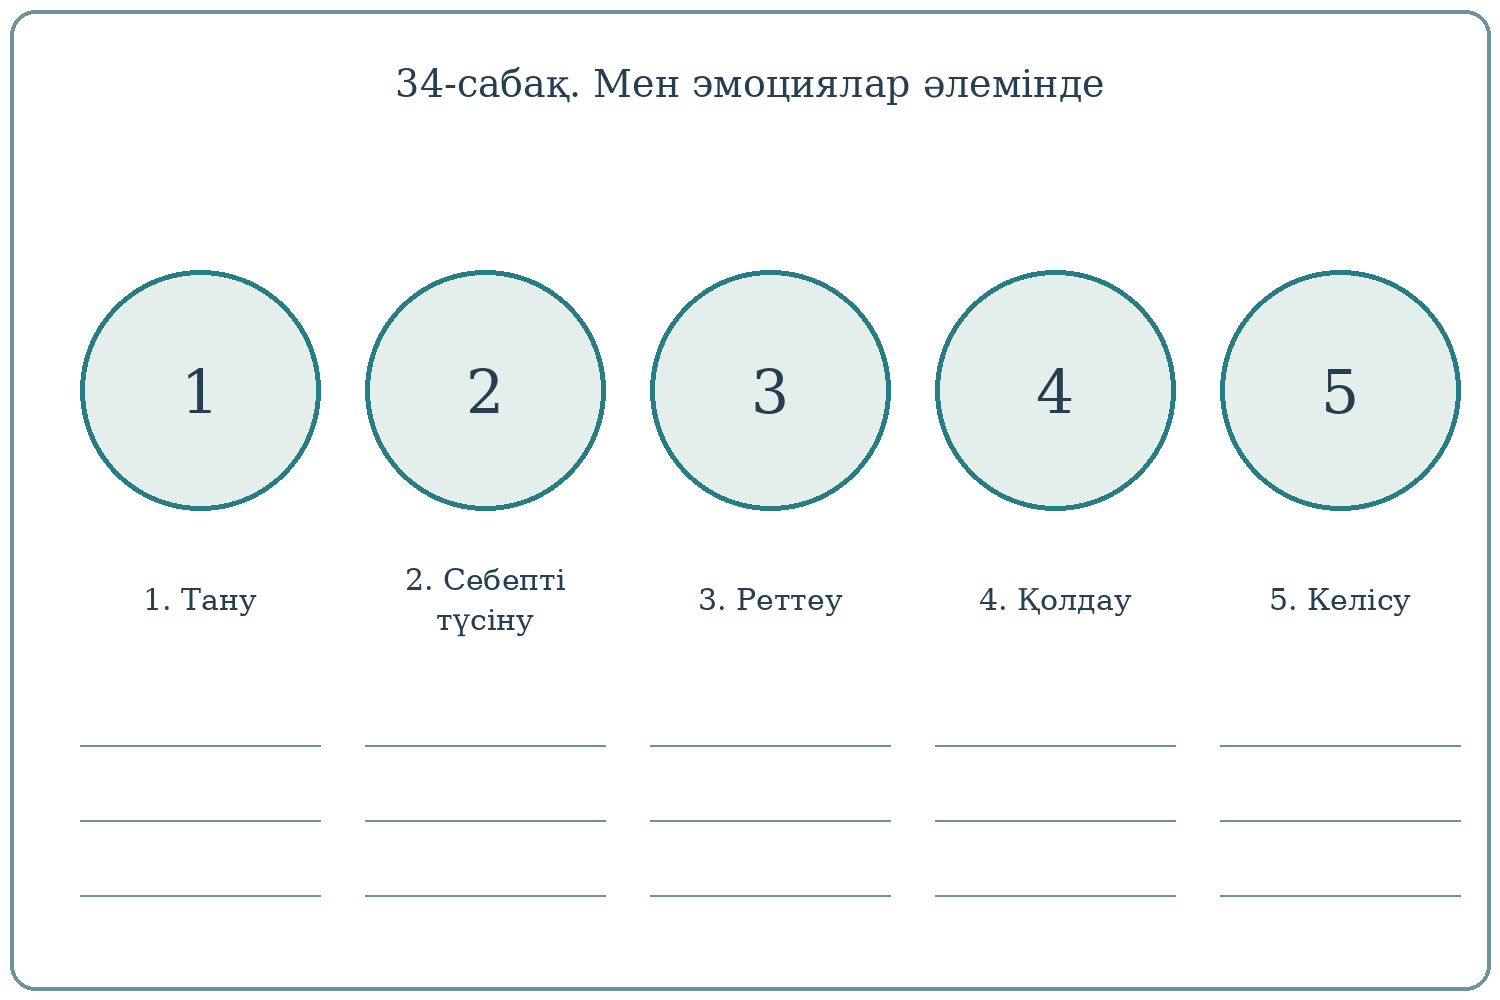 34-сабақ. Мен эмоциялар әлемінде
1
2
3
4
5
1. Тану
2. Себепті
түсіну
3. Реттеу
4. Қолдау
5. Келісу